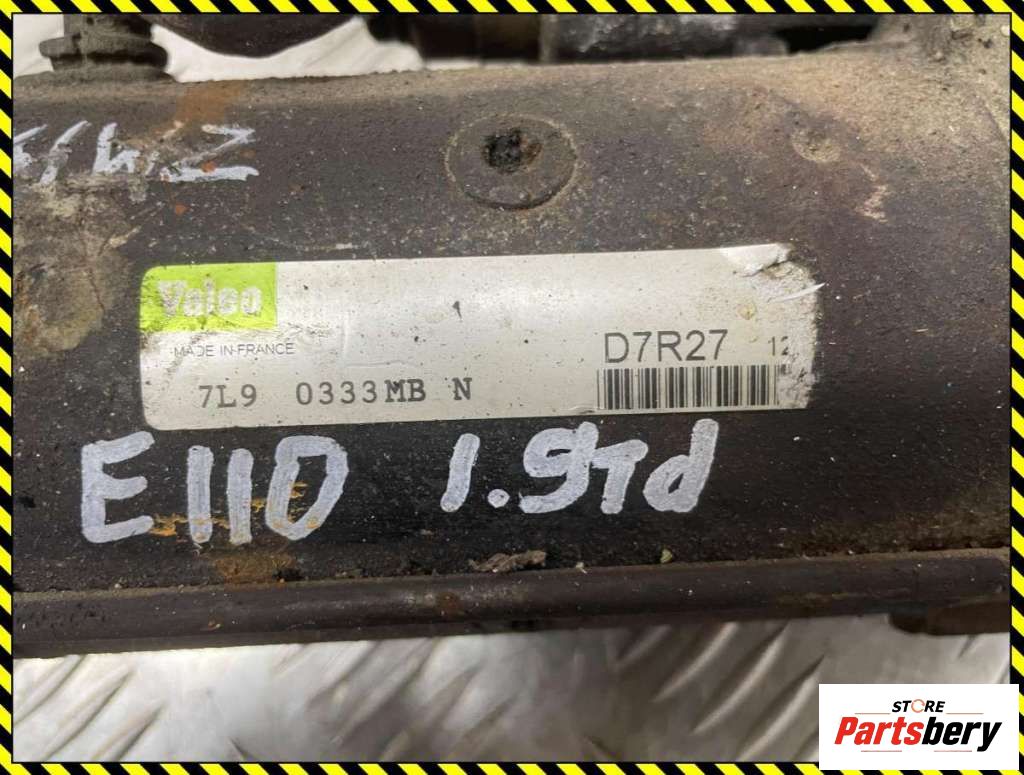 Valeo
MADE IN FRANCE
D7R27 12
7L9 0333MB N
E110 1.9Td
STORE
Partsbery